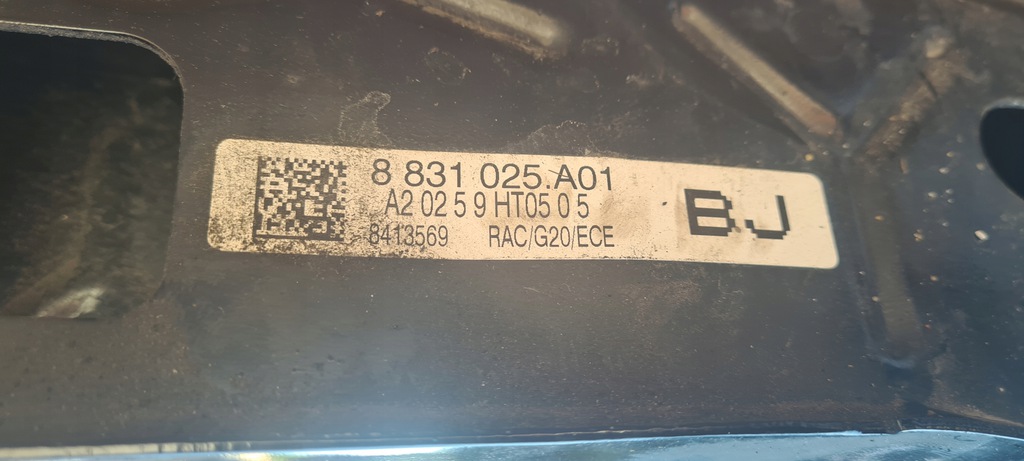 8 831 025.A01
A2 02 5 9 HT05 0 5
8413569 RAC/G20/ECE
BJ